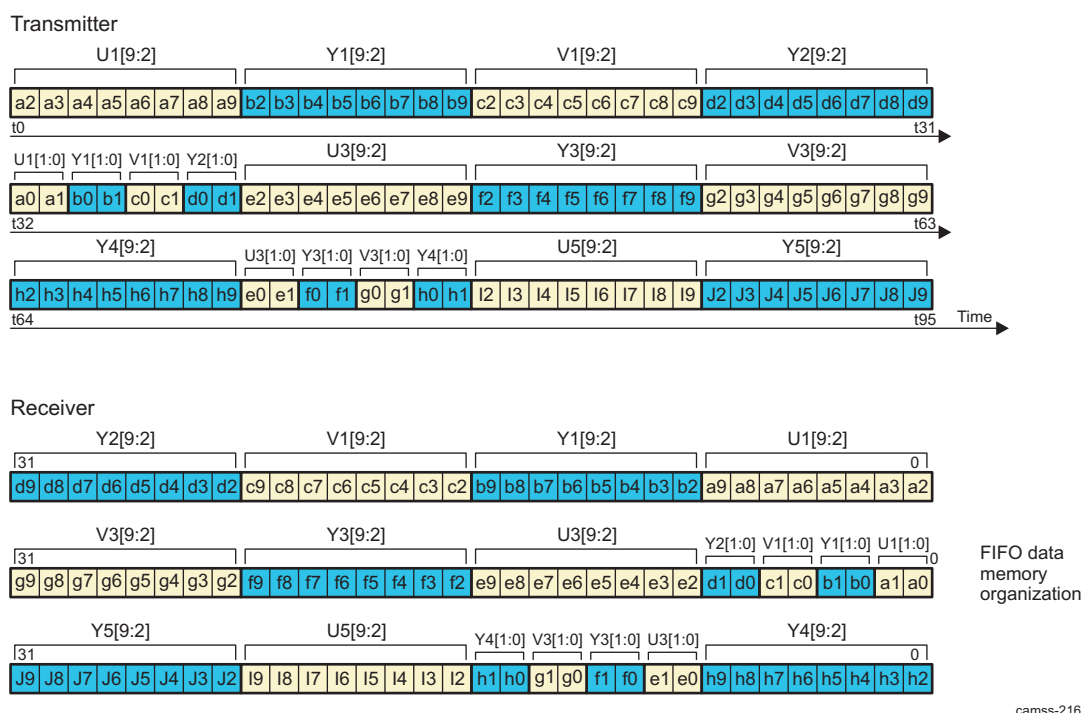 Transmitter
U1[9:2] Y1[9:2] V1[9:2] Y2[9:2]
a2 a3 a4 a5 a6 a7 a8 a9 b2 b3 b4 b5 b6 b7 b8 b9 c2 c3 c4 c5 c6 c7 c8 c9 d2 d3 d4 d5 d6 d7 d8 d9
t0 t31
U1[1:0] Y1[1:0] V1[1:0] Y2[1:0] U3[9:2] Y3[9:2] V3[9:2]
a0 a1 b0 b1 c0 c1 d0 d1 e2 e3 e4 e5 e6 e7 e8 e9 f2 f3 f4 f5 f6 f7 f8 f9 g2 g3 g4 g5 g6 g7 g8 g9
t32 t63
Y4[9:2] U3[1:0] Y3[1:0] V3[1:0] Y4[1:0] U5[9:2] Y5[9:2]
h2 h3 h4 h5 h6 h7 h8 h9 e0 e1 f0 f1 g0 g1 h0 h1 I2 I3 I4 I5 I6 I7 I8 I9 J2 J3 J4 J5 J6 J7 J8 J9
t64 t95 Time
Receiver
Y2[9:2] V1[9:2] Y1[9:2] U1[9:2]
31 0
d9 d8 d7 d6 d5 d4 d3 d2 c9 c8 c7 c6 c5 c4 c3 c2 b9 b8 b7 b6 b5 b4 b3 b2 a9 a8 a7 a6 a5 a4 a3 a2
V3[9:2] Y3[9:2] U3[9:2] Y2[1:0] V1[1:0] Y1[1:0] U1[1:0]
31 0
g9 g8 g7 g6 g5 g4 g3 g2 f9 f8 f7 f6 f5 f4 f3 f2 e9 e8 e7 e6 e5 e4 e3 e2 d1 d0 c1 c0 b1 b0 a1 a0
FIFO data
memory
organization
Y5[9:2] U5[9:2] Y4[1:0] V3[1:0] Y3[1:0] U3[1:0] Y4[9:2]
31 0
J9 J8 J7 J6 J5 J4 J3 J2 I9 I8 I7 I6 I5 I4 I3 I2 h1 h0 g1 g0 f1 f0 e1 e0 h9 h8 h7 h6 h5 h4 h3 h2
camss-216